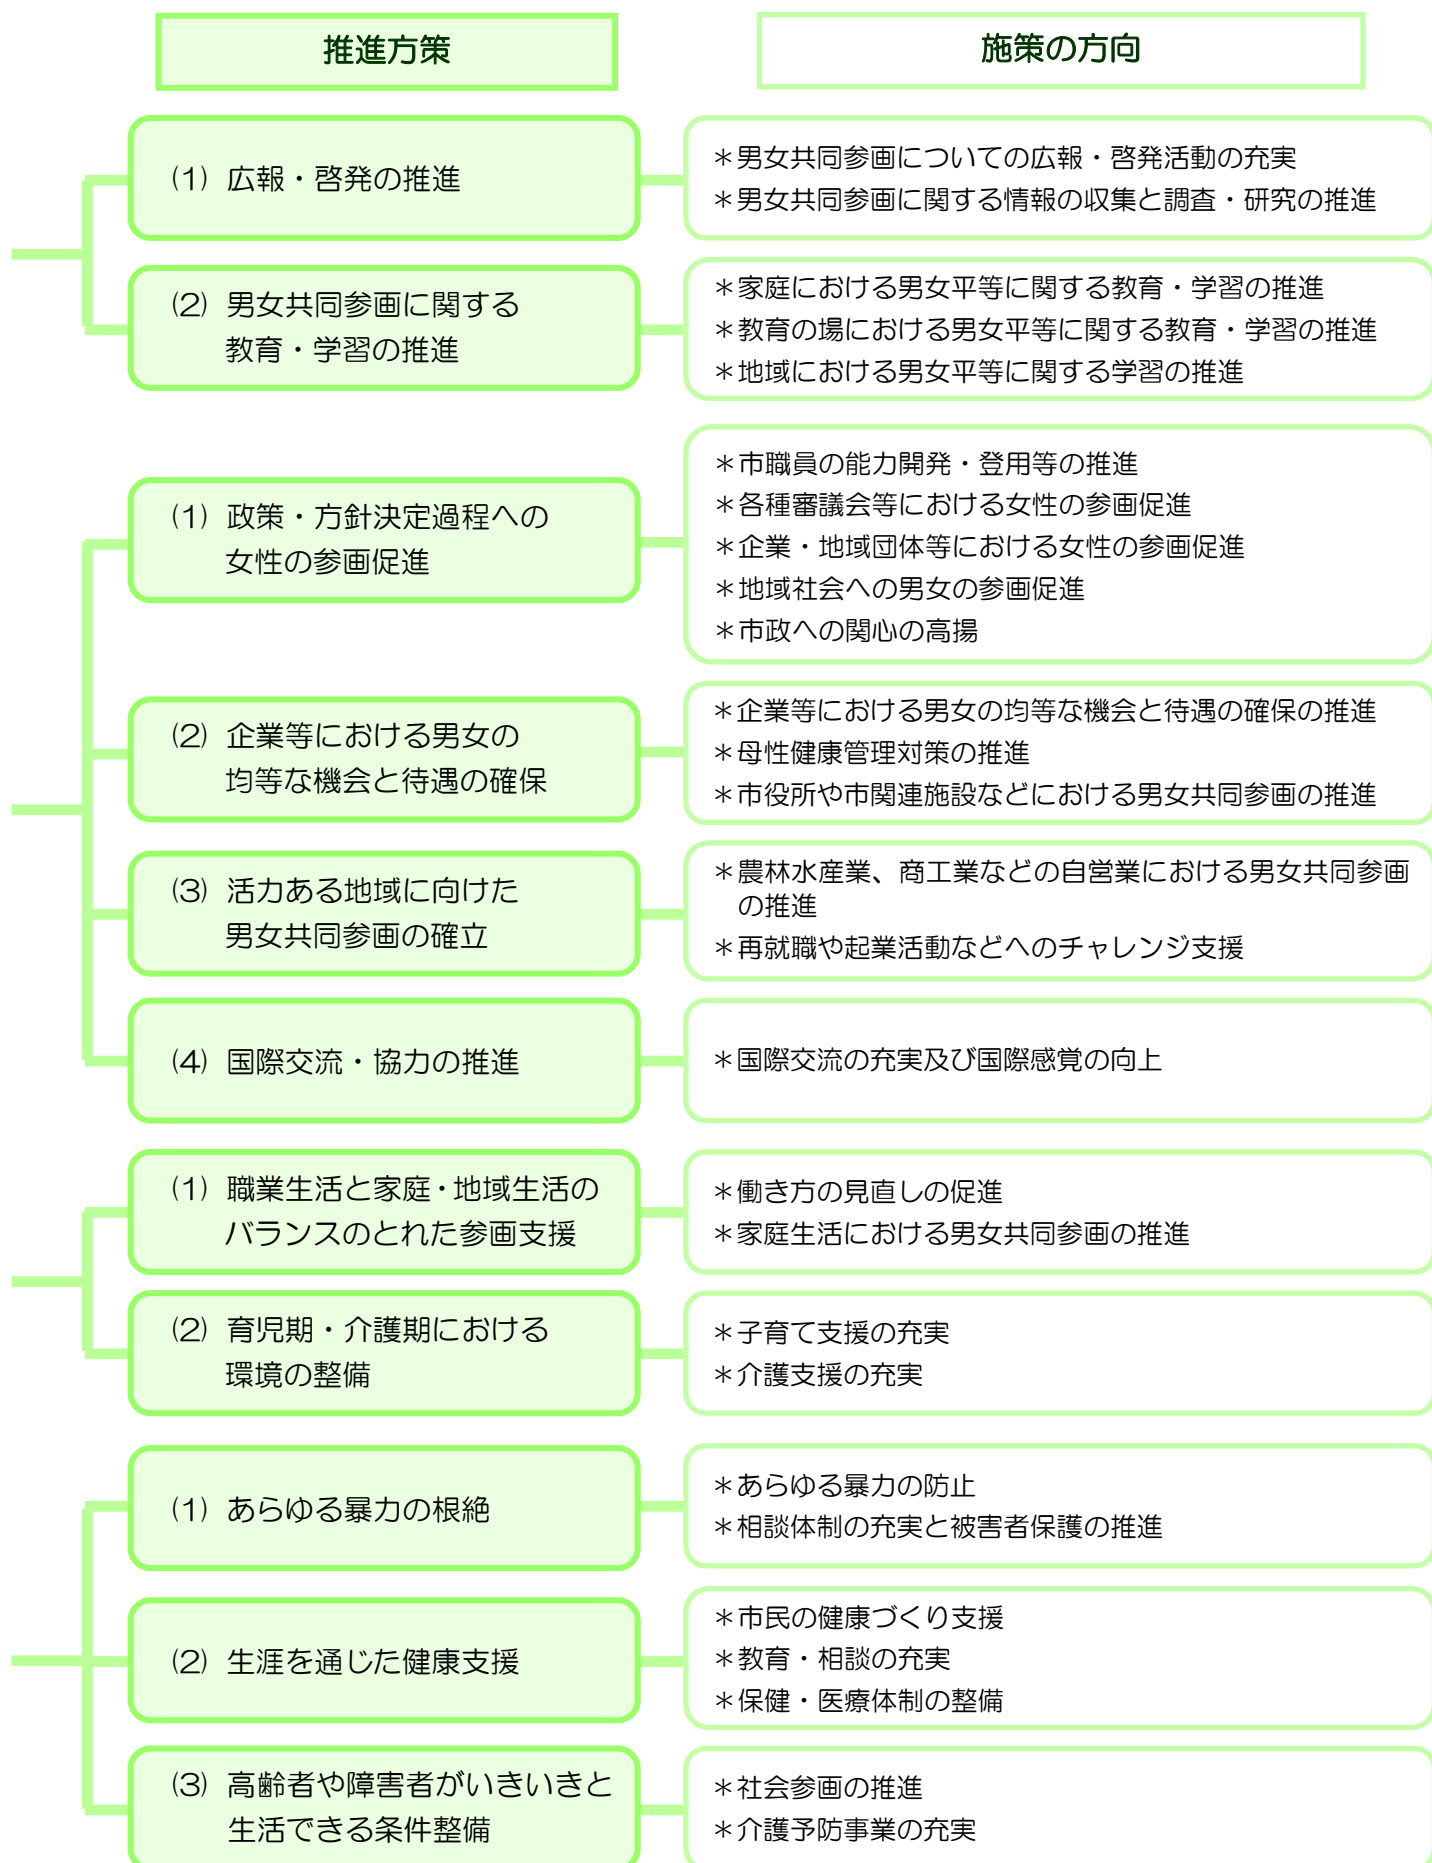 推進方策
施策の方向
(1) 広報・啓発の推進
＊男女共同参画についての広報・啓発活動の充実
＊男女共同参画に関する情報の収集と調査・研究の推進
(2) 男女共同参画に関する
教育・学習の推進
＊家庭における男女平等に関する教育・学習の推進
＊教育の場における男女平等に関する教育・学習の推進
＊地域における男女平等に関する学習の推進
(1) 政策・方針決定過程への
女性の参画促進
＊市職員の能力開発・登用等の推進
＊各種審議会等における女性の参画促進
＊企業・地域団体等における女性の参画促進
＊地域社会への男女の参画促進
＊市政への関心の高揚
(2) 企業等における男女の
均等な機会と待遇の確保
＊企業等における男女の均等な機会と待遇の確保の推進
＊母性健康管理対策の推進
＊市役所や市関連施設などにおける男女共同参画の推進
(3) 活力ある地域に向けた
男女共同参画の確立
＊農林水産業、商工業などの自営業における男女共同参画
の推進
＊再就職や起業活動などへのチャレンジ支援
(4) 国際交流・協力の推進
＊国際交流の充実及び国際感覚の向上
(1) 職業生活と家庭・地域生活の
バランスのとれた参画支援
＊働き方の見直しの促進
＊家庭生活における男女共同参画の推進
(2) 育児期・介護期における
環境の整備
＊子育て支援の充実
＊介護支援の充実
(1) あらゆる暴力の根絶
＊あらゆる暴力の防止
＊相談体制の充実と被害者保護の推進
(2) 生涯を通じた健康支援
＊市民の健康づくり支援
＊教育・相談の充実
＊保健・医療体制の整備
(3) 高齢者や障害者がいきいきと
生活できる条件整備
＊社会参画の推進
＊介護予防事業の充実